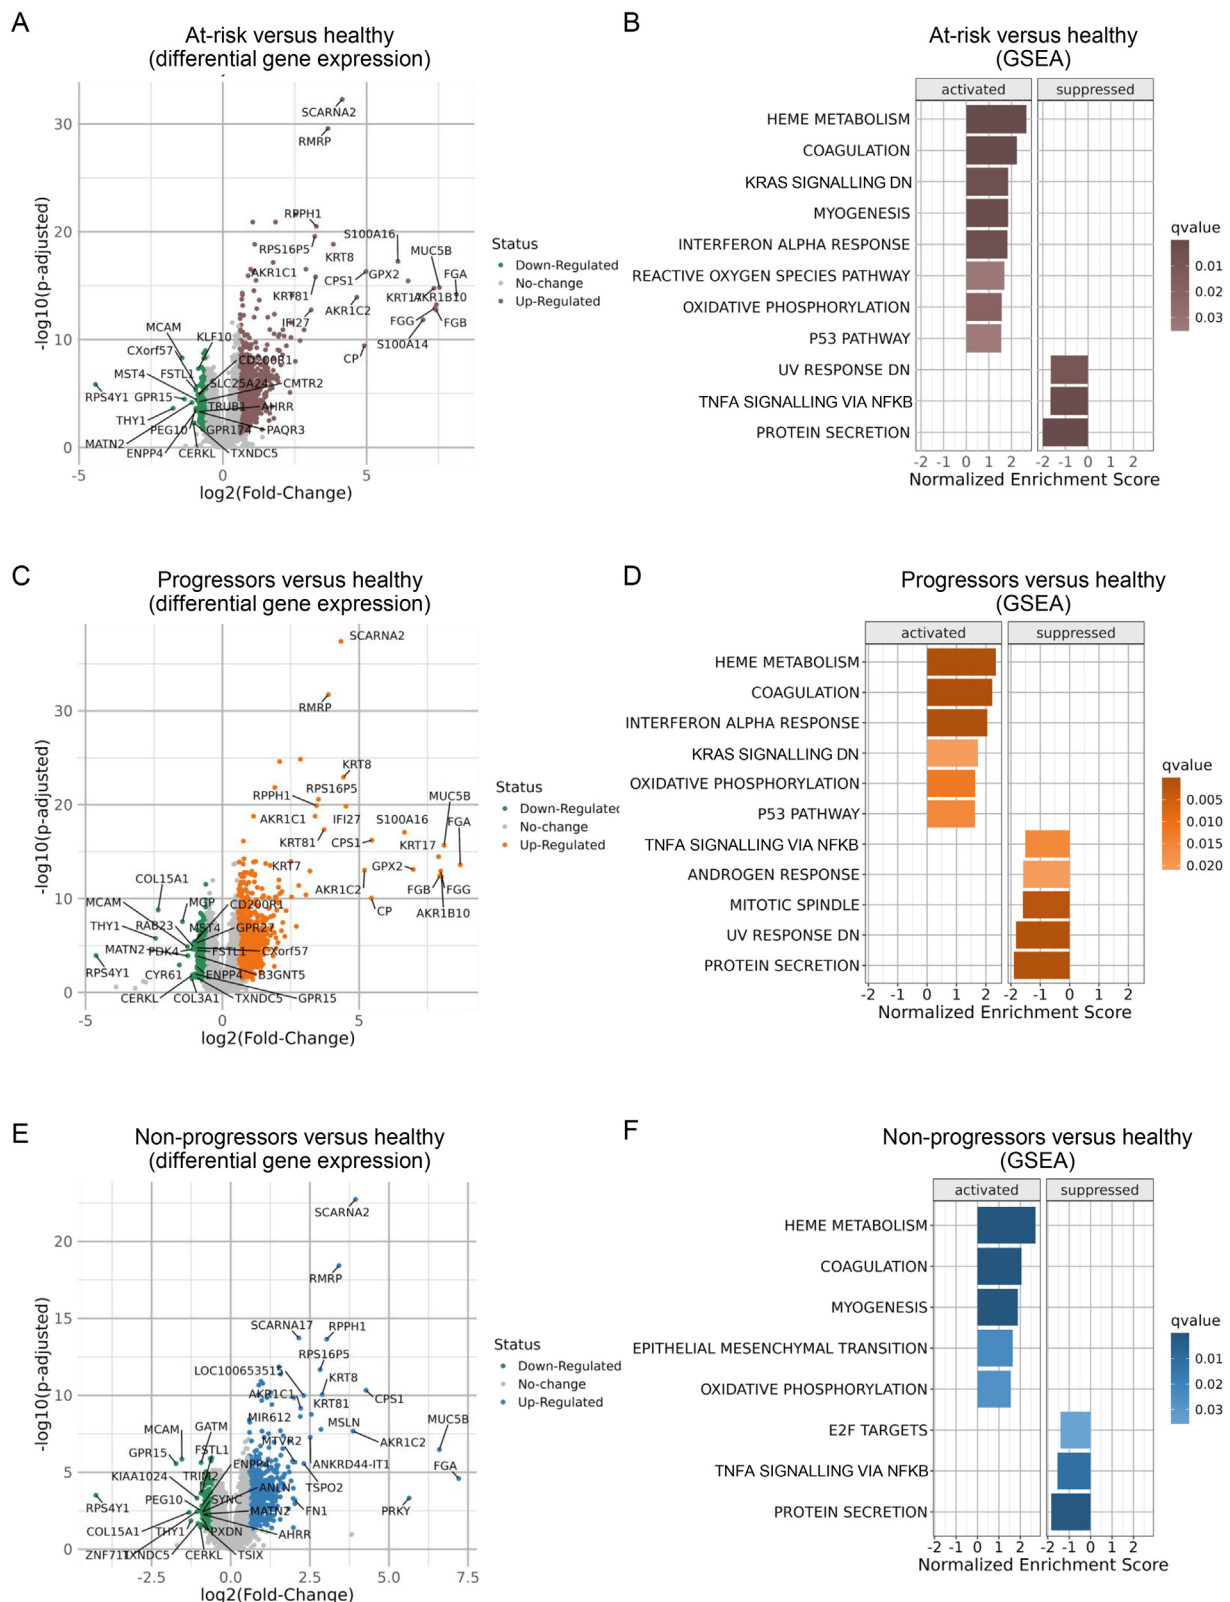 A
At-risk versus healthy
(differential gene expression)
-log10(p-adjusted)
30
20
10
0
SCARNA2
RMRP
RPPH1
S100A16
RPS16P5
MUC5B
KRT8
AKR1C1
CPS1
GPX2
FGA
KRT81
KRT17
AKR1B10
AKR1C2
IFI27
FGG
FGB
MCAM
KLF10
S100A14
CXorf57
CD200R1
CP
MST4
FSTL1
SLC25A24
CMTR2
RPS4Y1
GPR15
TRUB1
AHRR
THY1
PEG10
GPR174
PAQR3
MATN2
ENPP4
CERKL
TXNDC5
-5
0
5
log2(Fold-Change)
Status
Down-Regulated
No-change
Up-Regulated
B
At-risk versus healthy
(GSEA)
activated
suppressed
HEME METABOLISM
COAGULATION
KRAS SIGNALLING DN
MYOGENESIS
INTERFERON ALPHA RESPONSE
REACTIVE OXYGEN SPECIES PATHWAY
OXIDATIVE PHOSPHORYLATION
P53 PATHWAY
UV RESPONSE DN
TNFA SIGNALLING VIA NFKB
PROTEIN SECRETION
-2 -1 0 1 2
-2 -1 0 1 2
Normalized Enrichment Score
qvalue
0.01
0.02
0.03
C
Progressors versus healthy
(differential gene expression)
-log10(p-adjusted)
30
20
10
0
SCARNA2
RMRP
KRT8
RPS16P5
RPPH1
MUC5B
AKR1C1
IFI27
S100A16
FGA
KRT81
CPS1
KRT17
KRT7
GPX2
COL15A1
AKR1C2
FGB
FGG
MCAM
MGP
CD200R1
CP
AKR1B10
THY1
RAB23
MST4
GPR27
MATN2
PDK4
FSTL1
CXorf57
RPS4Y1
CYR61
ENPP4
B3GNT5
CERKL
COL3A1
TXNDC5
GPR15
-5
0
5
log2(Fold-Change)
Status
Down-Regulated
No-change
Up-Regulated
D
Progressors versus healthy
(GSEA)
activated
suppressed
HEME METABOLISM
COAGULATION
INTERFERON ALPHA RESPONSE
KRAS SIGNALLING DN
OXIDATIVE PHOSPHORYLATION
P53 PATHWAY
TNFA SIGNALLING VIA NFKB
ANDROGEN RESPONSE
MITOTIC SPINDLE
UV RESPONSE DN
PROTEIN SECRETION
-2 -1 0 1 2
-2 -1 0 1 2
Normalized Enrichment Score
qvalue
0.005
0.010
0.015
0.020
E
Non-progressors versus healthy
(differential gene expression)
-log10(p-adjusted)
20
15
10
5
0
SCARNA2
RMRP
SCARNA17
RPPH1
RPS16P5
LOC100653515
KRT8
AKR1C1
CPS1
KRT81
MIR612
MSLN
MUC5B
MCAM
GATM
MTVR2
AKR1C2
GPR15
FSTL1
ENPP4
ANKRD44-IT1
FGA
KIAA1024
TRIM2
ANLN
TSPO2
PEG10
SYNC
RPS4Y1
MATN2
FN1
PRKY
COL15A1
THY1
PXDN
AHRR
ZNF711
TXNDC5
CERKL
TSIX
-2.5
0.0
2.5
5.0
7.5
log2(Fold-Change)
Status
Down-Regulated
No-change
Up-Regulated
F
Non-progressors versus healthy
(GSEA)
activated
suppressed
HEME METABOLISM
COAGULATION
MYOGENESIS
EPITHELIAL MESENCHYMAL TRANSITION
OXIDATIVE PHOSPHORYLATION
E2F TARGETS
TNFA SIGNALLING VIA NFKB
PROTEIN SECRETION
-2 -1 0 1 2
-2 -1 0 1 2
Normalized Enrichment Score
qvalue
0.01
0.02
0.03